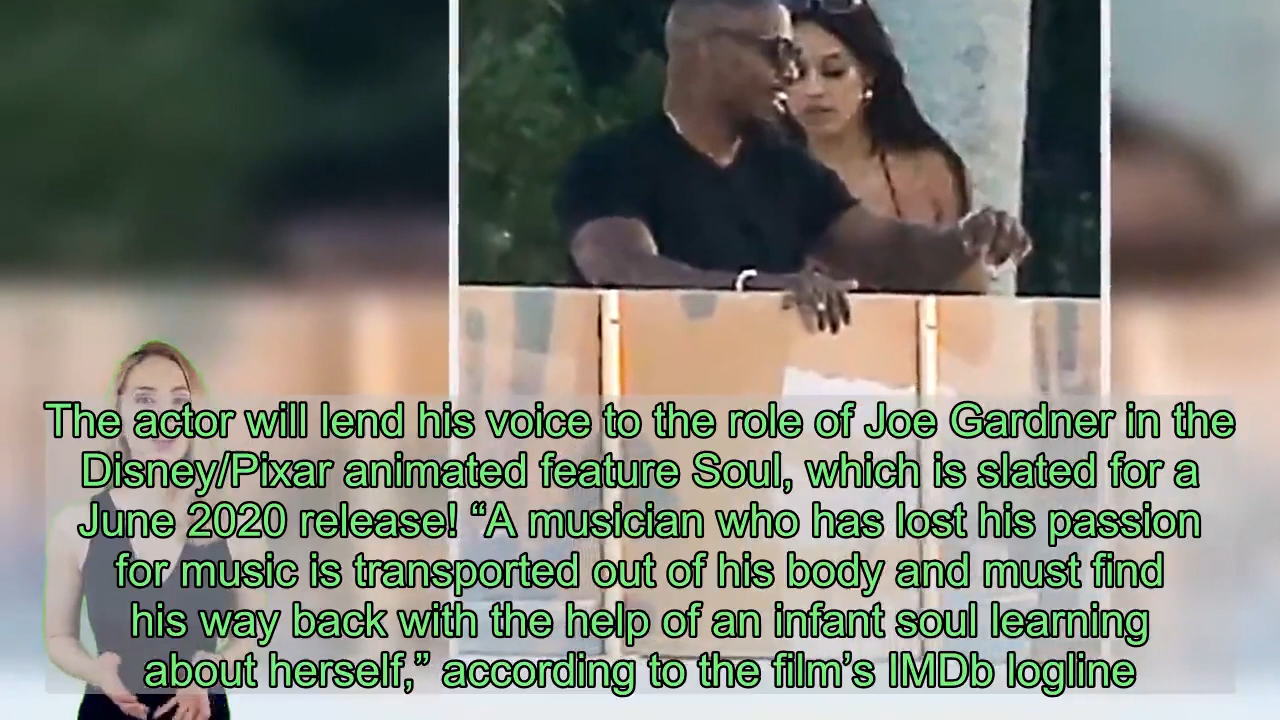 The actor will lend his voice to the role of Joe Gardner in the
Disney/Pixar animated feature Soul, which is slated for a
June 2020 release! “A musician who has lost his passion
for music is transported out of his body and must find
his way back with the help of an infant soul learning
about herself,” according to the film’s IMDb logline